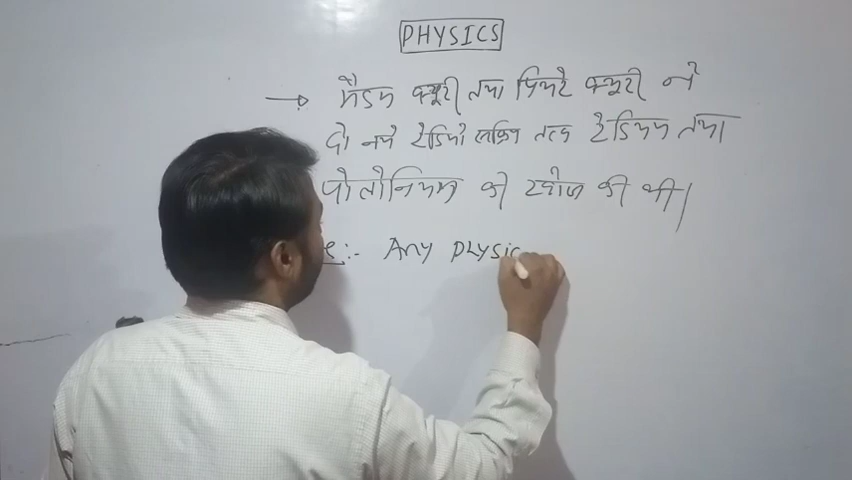 PHYSICS
→ मैडम क्यूरी तथा पियरे क्यूरी ने
दो नये रेडियो सक्रिय तत्व रेडियम तथा
पोलोनियम की खोज की थी।
:- Any physic